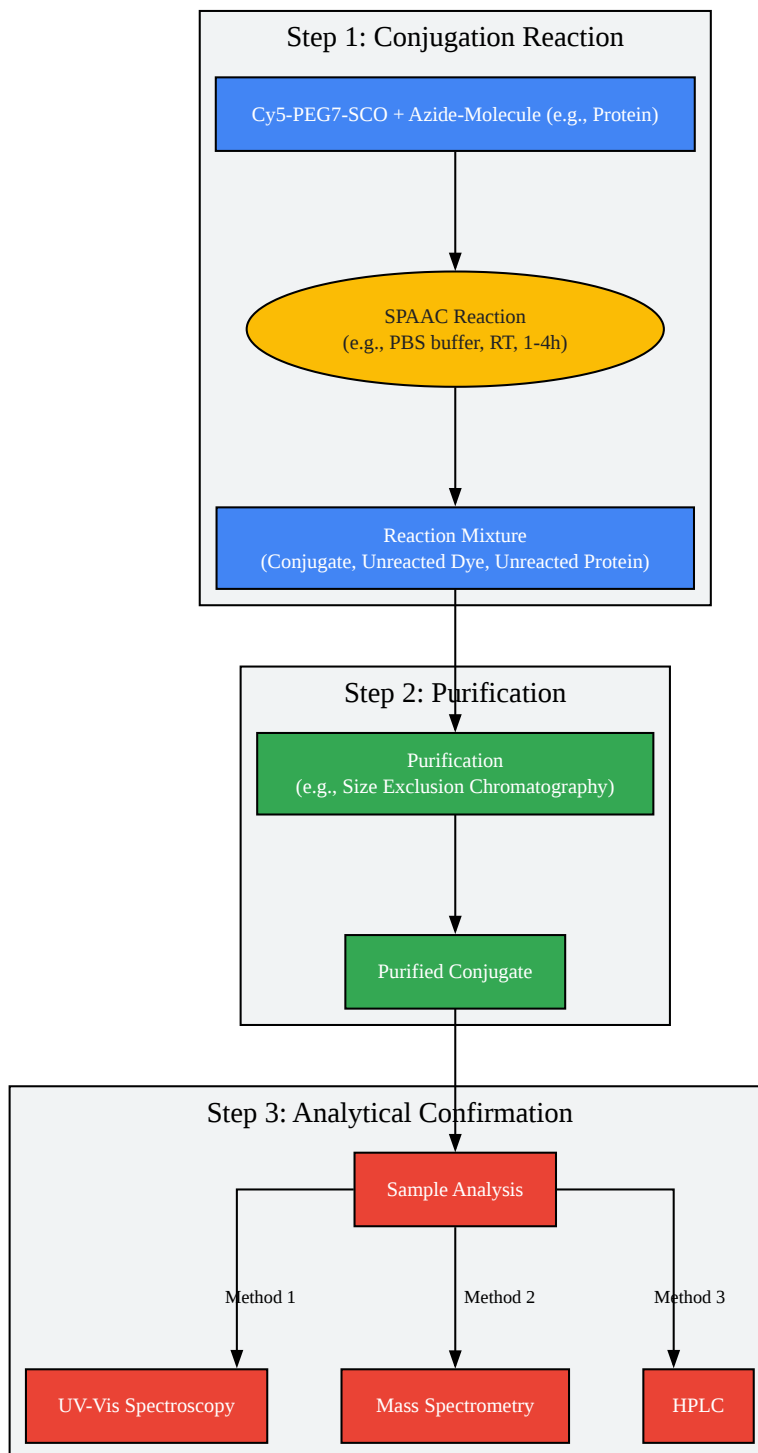 Step 1: Conjugation Reaction
Cy5-PEG7-SCO + Azide-Molecule (e.g., Protein)
SPAAC Reaction
(e.g., PBS buffer, RT, 1-4h)
Reaction Mixture
(Conjugate, Unreacted Dye, Unreacted Protein)
Step 2: Purification
Purification
(e.g., Size Exclusion Chromatography)
Purified Conjugate
Step 3: Analytical Confirmation
Sample Analysis
Method 1
Method 2
Method 3
UV-Vis Spectroscopy
Mass Spectrometry
HPLC